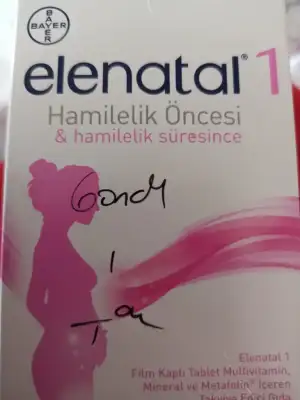 BAYER
BAYER
elenatal® 1
Hamilelik Öncesi
& hamilelik süresince
1
Elenatal 1
Film Kaplı Tablet Multivitamin,
Mineral ve Metafolin® İçeren
Takviye Edici Gıda